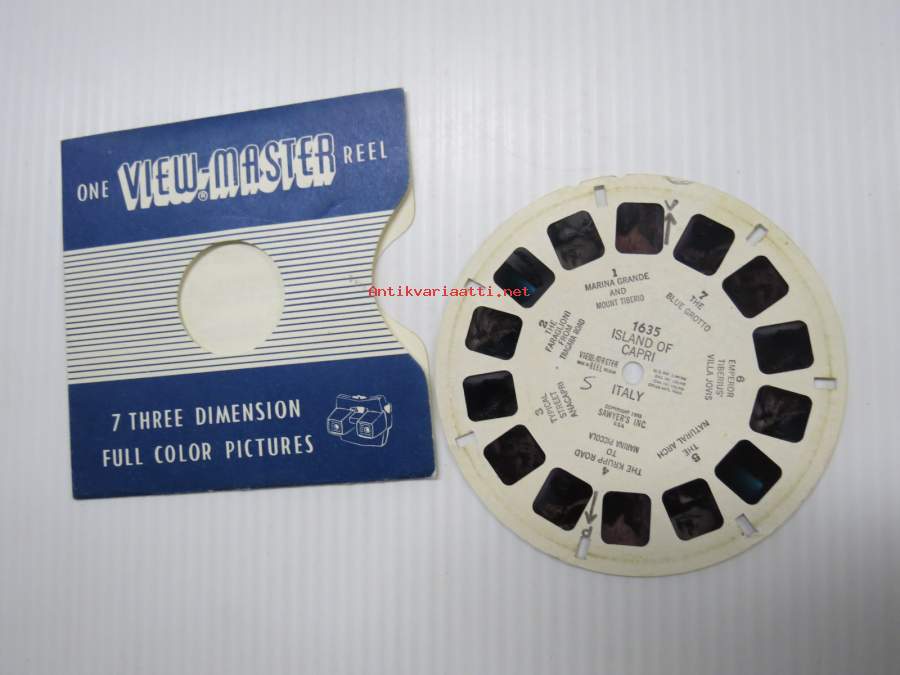 ONE VIEW-MASTER® REEL
7 THREE DIMENSION
FULL COLOR PICTURES
Antikvariaatti.net
1
MARINA GRANDE
AND
MOUNT TIBERIO
2
THE
FARAGLIONI
FROM
TRAGARA ROAD
3
TYPICAL
STREET
ANACAPRI
4
THE KRUPP ROAD
TO
MARINA PICCOLA
5
THE
NATURAL ARCH
6
EMPEROR
TIBERIUS'
VILLA JOVIS
7
THE
BLUE GROTTO
1635
ISLAND OF
CAPRI
VIEW-MASTER
REEL
S
ITALY
SAWYER'S INC.